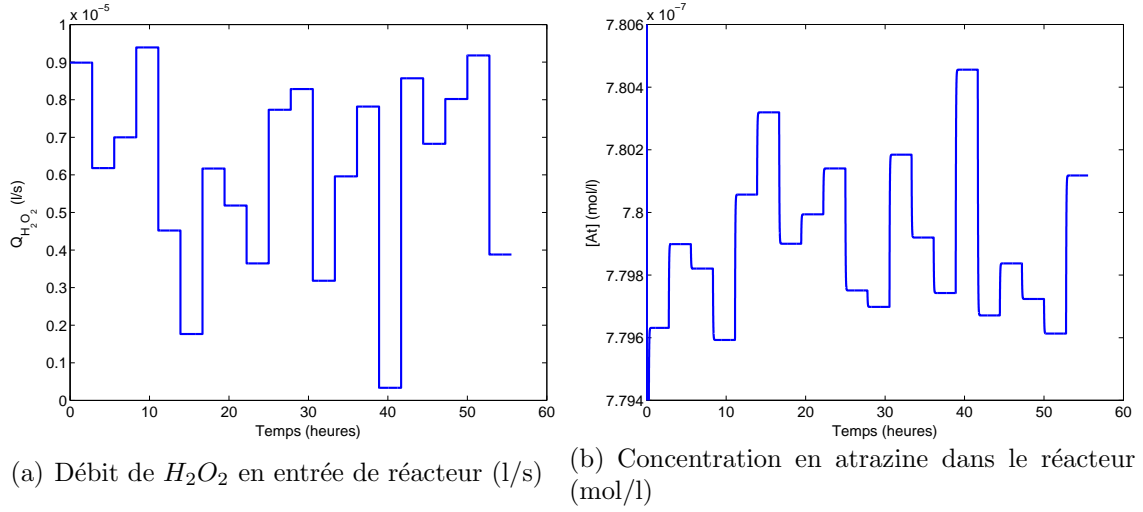 x 10^-5
1
0.9
0.8
0.7
0.6
0.5
0.4
0.3
0.2
0.1
0
0 10 20 30 40 50 60
Q_{H_2O_2} (l/s)
Temps (heures)
(a) Débit de H_2O_2 en entrée de réacteur (l/s)
x 10^-7
7.806
7.804
7.802
7.8
7.798
7.796
7.794
0 10 20 30 40 50 60
[At] (mol/l)
Temps (heures)
(b) Concentration en atrazine dans le réacteur
(mol/l)